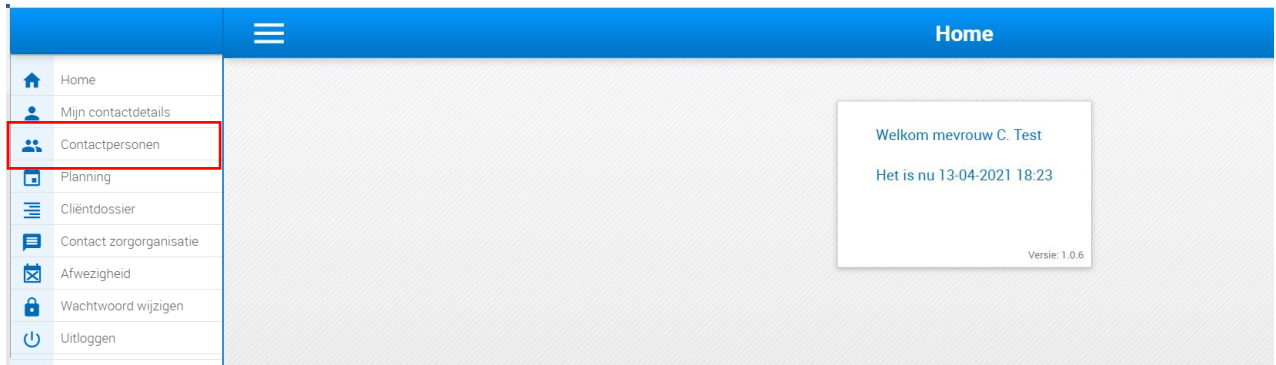 Home
Home
Mijn contactdetails
Contactpersonen
Planning
Cliëntdossier
Contact zorgorganisatie
Afwezigheid
Wachtwoord wijzigen
Uitloggen
Welkom mevrouw C. Test
Het is nu 13-04-2021 18:23
Versie: 1.0.6